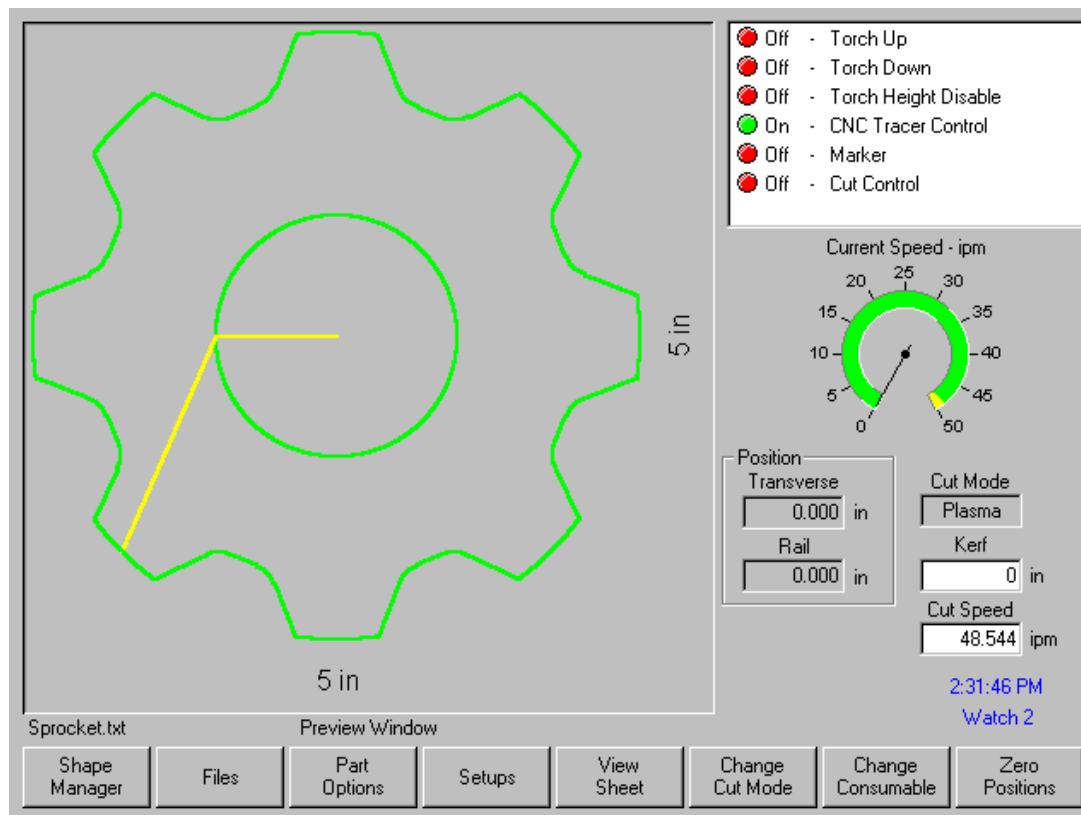 Off - Torch Up
Off - Torch Down
Off - Torch Height Disable
On - CNC Tracer Control
Off - Marker
Off - Cut Control
Current Speed - ipm
0 5 10 15 20 25 30 35 40 45 50
5 in
5 in
Position
Transverse
0.000 in
Rail
0.000 in
Cut Mode
Plasma
Kerf
0 in
Cut Speed
48.544 ipm
2:31:46 PM
Watch 2
Sprocket.txt Preview Window
Shape
Manager
Files
Part
Options
Setups
View
Sheet
Change
Cut Mode
Change
Consumable
Zero
Positions